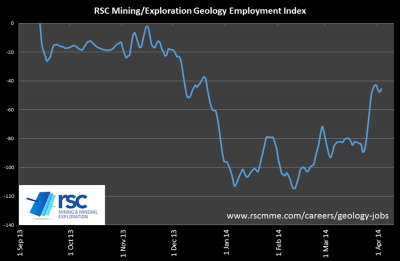 RSC Mining/Exploration Geology Employment Index
0
-20
-40
-60
-80
-100
-120
-140
rsc
MINING & MINERAL
EXPLORATION
www.rscmme.com/careers/geology-jobs
1 Sep 13
1 Oct 13
1 Nov 13
1 Dec 13
1 Jan 14
1 Feb 14
1 Mar 14
1 Apr 14